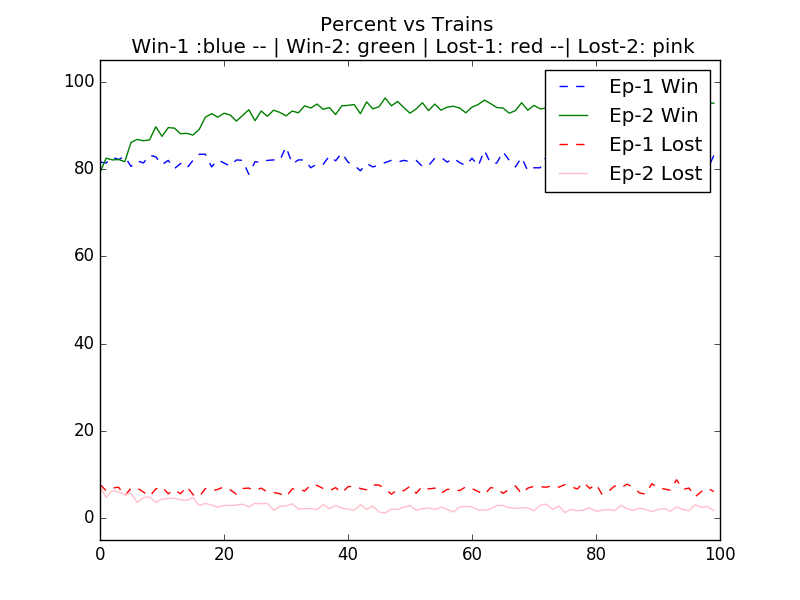 Percent vs Trains
Win-1 :blue -- | Win-2: green | Lost-1: red --| Lost-2: pink
100
80
60
40
20
0
Ep-1 Win
Ep-2 Win
Ep-1 Lost
Ep-2 Lost
0 20 40 60 80 100